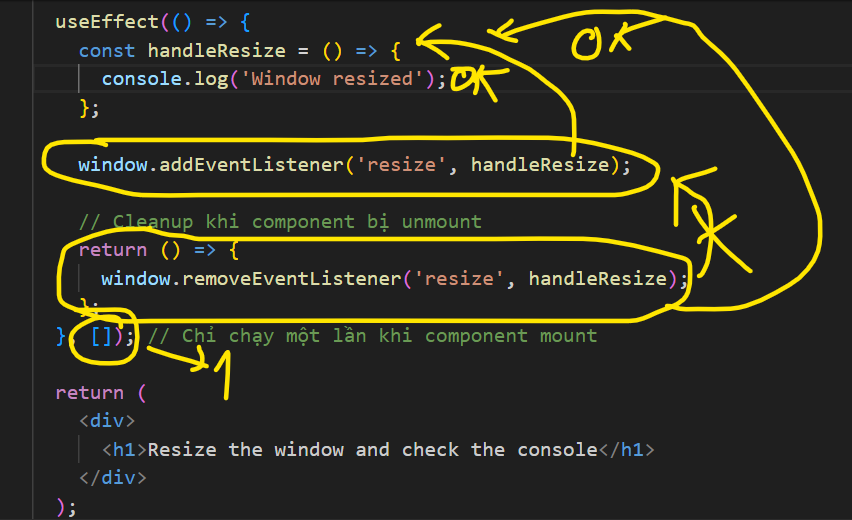 useEffect(() => {
const handleResize = () => {
OK
console.log('Window resized'); OK
};
window.addEventListener('resize', handleResize);
// Cleanup khi component bị unmount
return () => {
window.removeEventListener('resize', handleResize);
};
}, []); // Chỉ chạy một lần khi component mount
1
return (
<div>
<h1>Resize the window and check the console</h1>
</div>
);